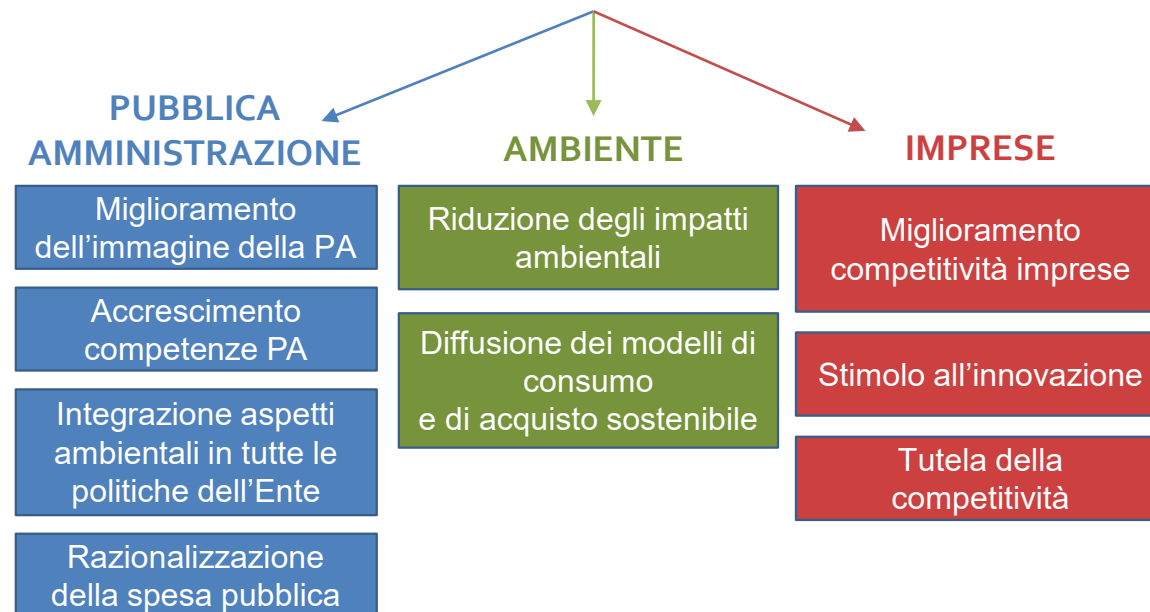 PUBBLICA
AMMINISTRAZIONE
Miglioramento
dell’immagine della PA
Accrescimento
competenze PA
Integrazione aspetti
ambientali in tutte le
politiche dell’Ente
Razionalizzazione
della spesa pubblica
AMBIENTE
Riduzione degli impatti
ambientali
Diffusione dei modelli di
consumo
e di acquisto sostenibile
IMPRESE
Miglioramento
competitività imprese
Stimolo all’innovazione
Tutela della
competitività